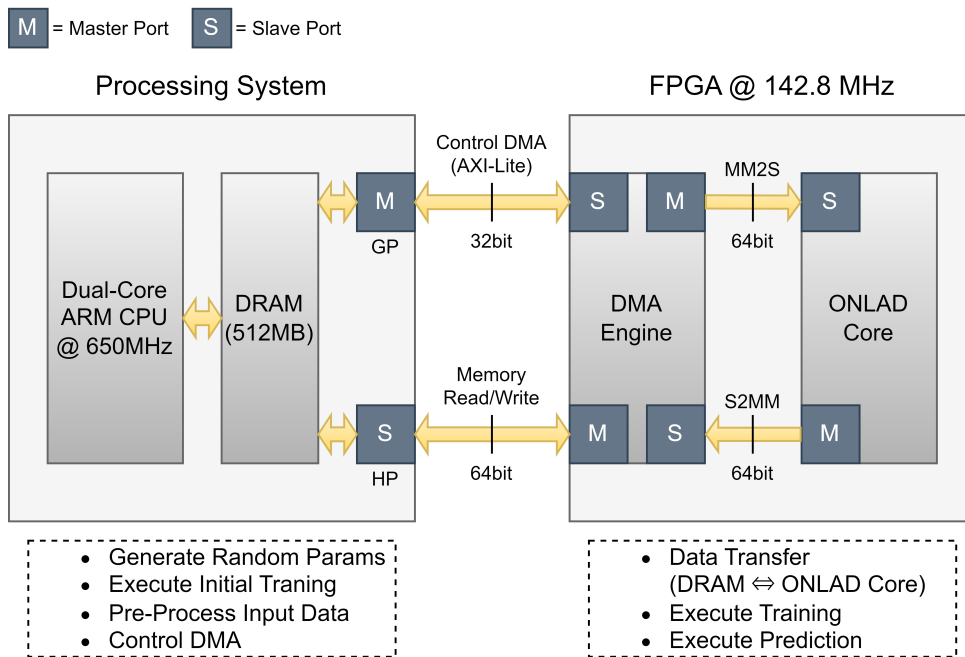 M = Master Port S = Slave Port
Processing System
FPGA @ 142.8 MHz
Control DMA
(AXI-Lite)
MM2S
M
S
M
S
GP
32bit
64bit
Dual-Core
ARM CPU
@ 650MHz
DRAM
(512MB)
DMA
Engine
ONLAD
Core
Memory
Read/Write
S2MM
S
M
S
M
HP
64bit
64bit
• Generate Random Params
• Execute Initial Traning
• Pre-Process Input Data
• Control DMA
• Data Transfer
(DRAM ⇔ ONLAD Core)
• Execute Training
• Execute Prediction